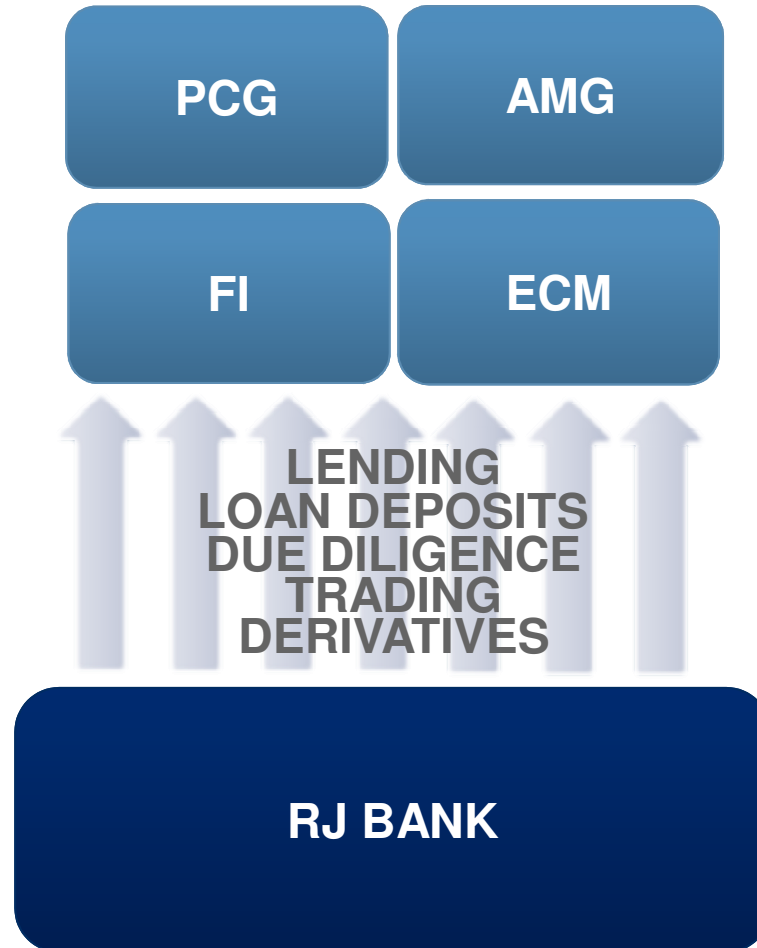 PCG
AMG
FI
ECM
LENDING
LOAN DEPOSITS
DUE DILIGENCE
TRADING
DERIVATIVES
RJ BANK